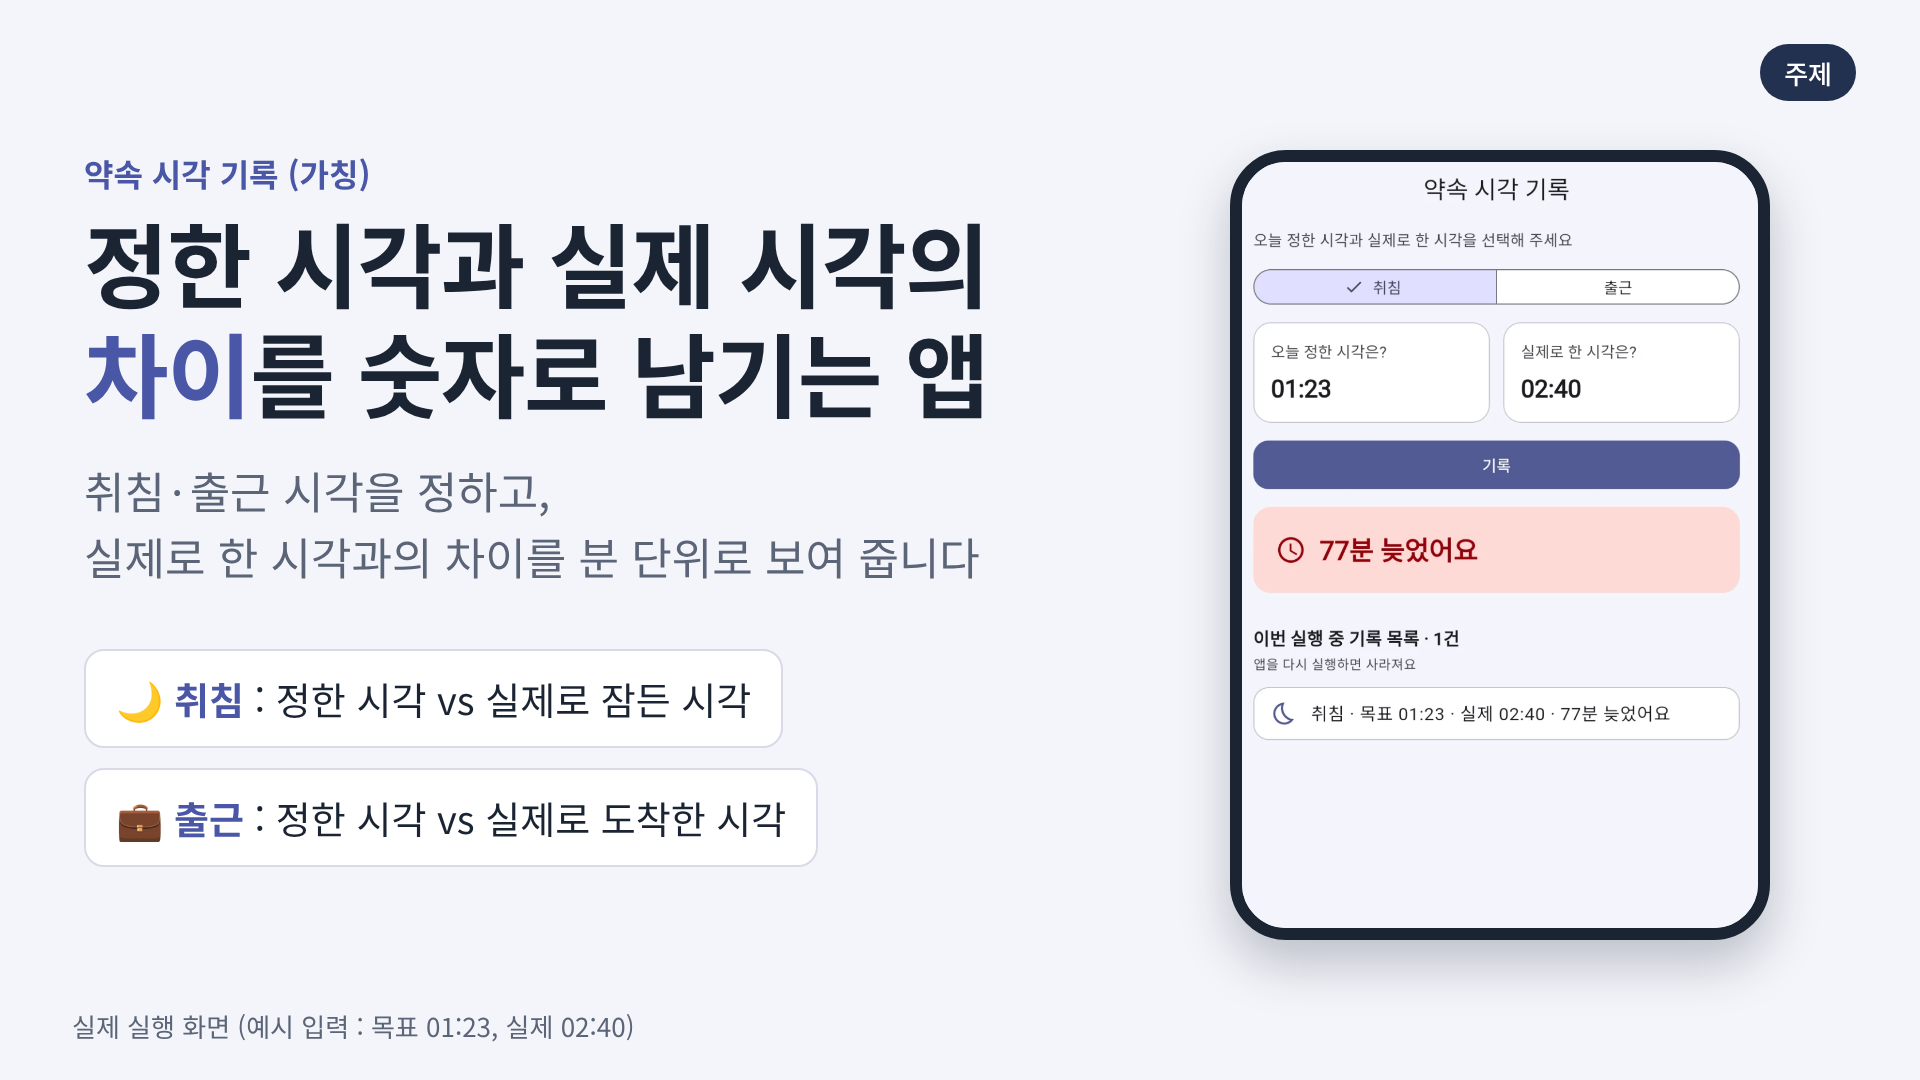 주제
약속 시각 기록 (가칭)
정한 시각과 실제 시각의
차이를 숫자로 남기는 앱
취침·출근 시각을 정하고,
실제로 한 시각과의 차이를 분 단위로 보여 줍니다
🌙 취침 : 정한 시각 vs 실제로 잠든 시각
💼 출근 : 정한 시각 vs 실제로 도착한 시각
약속 시각 기록
오늘 정한 시각과 실제로 한 시각을 선택해 주세요
✓ 취침 출근
오늘 정한 시각은? 실제로 한 시각은?
01:23 02:40
기록
77분 늦었어요
이번 실행 중 기록 목록 · 1건
앱을 다시 실행하면 사라져요
취침 · 목표 01:23 · 실제 02:40 · 77분 늦었어요
실제 실행 화면 (예시 입력 : 목표 01:23, 실제 02:40)